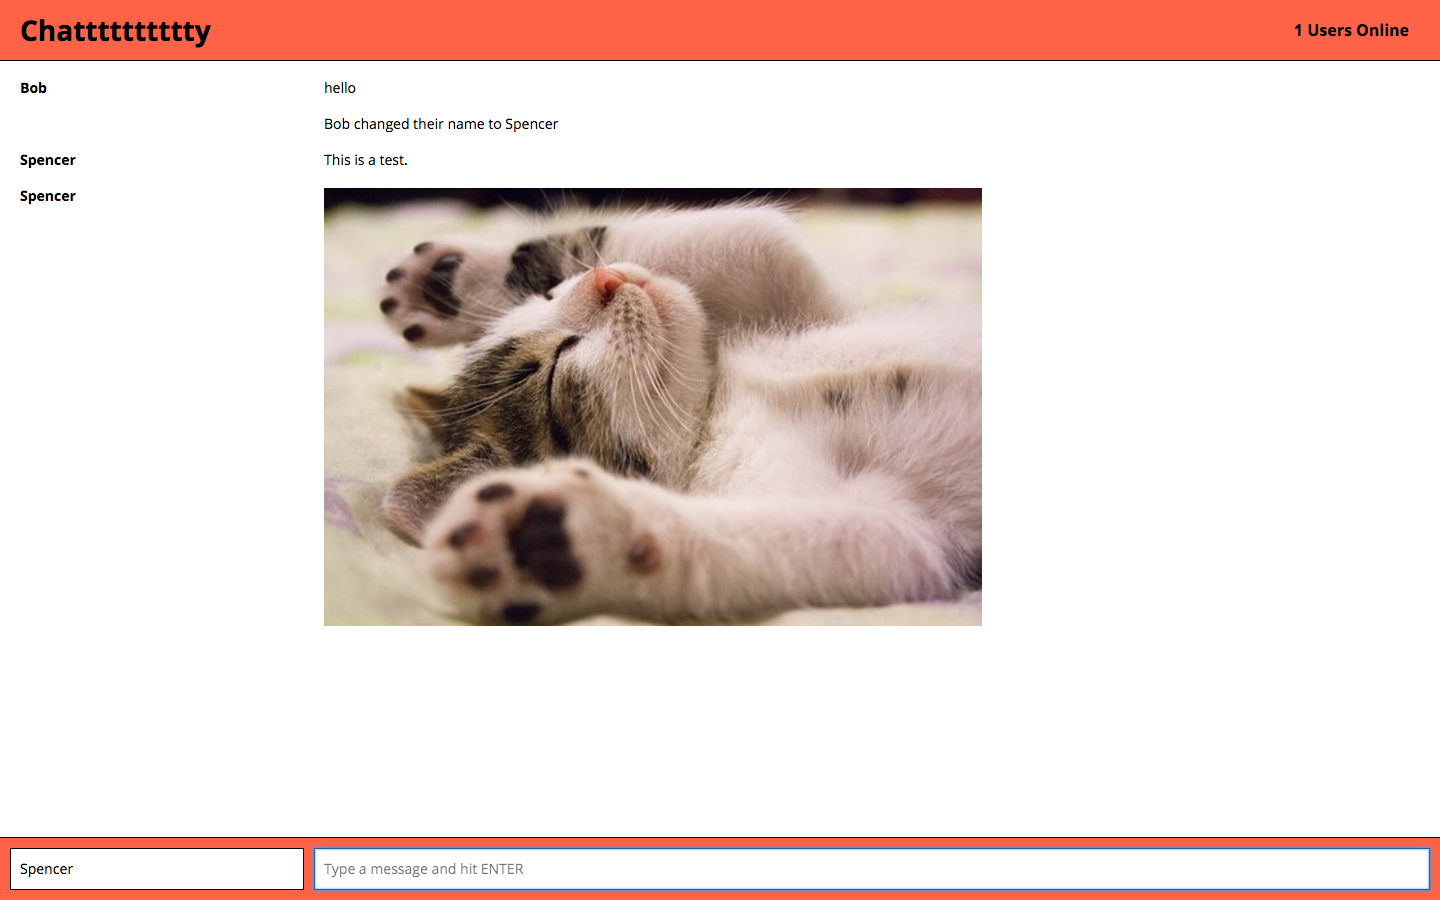 Chattttttttttty
1 Users Online
Bob
hello
Bob changed their name to Spencer
Spencer
This is a test.
Spencer
Spencer
Type a message and hit ENTER